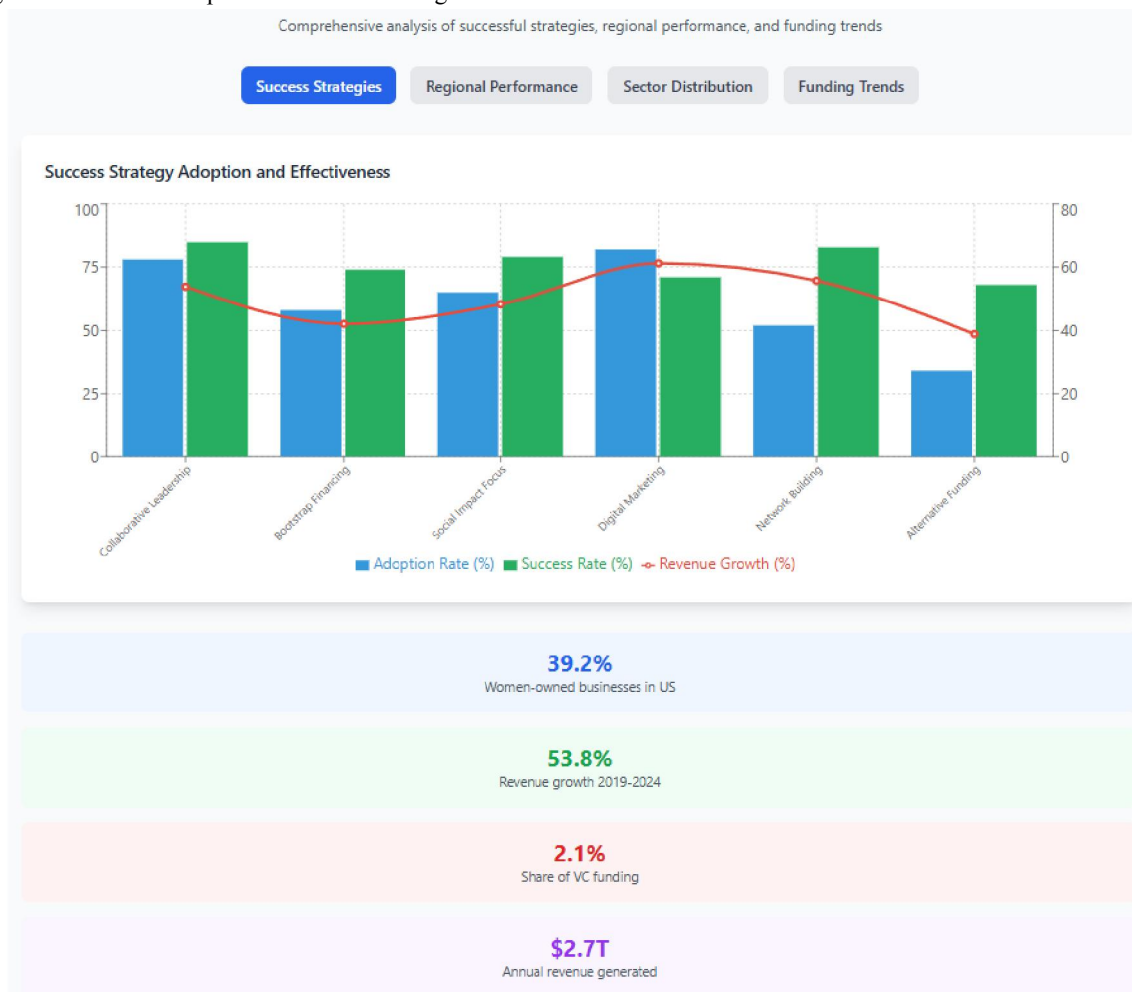 Comprehensive analysis of successful strategies, regional performance, and funding trends
Success Strategies Regional Performance Sector Distribution Funding Trends
Success Strategy Adoption and Effectiveness
100 80
75 60
50 40
25 20
0 0
Collaborative Leadership
Bootstrap Financing
Social Impact Focus
Digital Marketing
Network Building
Alternative Funding
Adoption Rate (%) Success Rate (%) Revenue Growth (%)
39.2%
Women-owned businesses in US
53.8%
Revenue growth 2019-2024
2.1%
Share of VC funding
$2.7T
Annual revenue generated